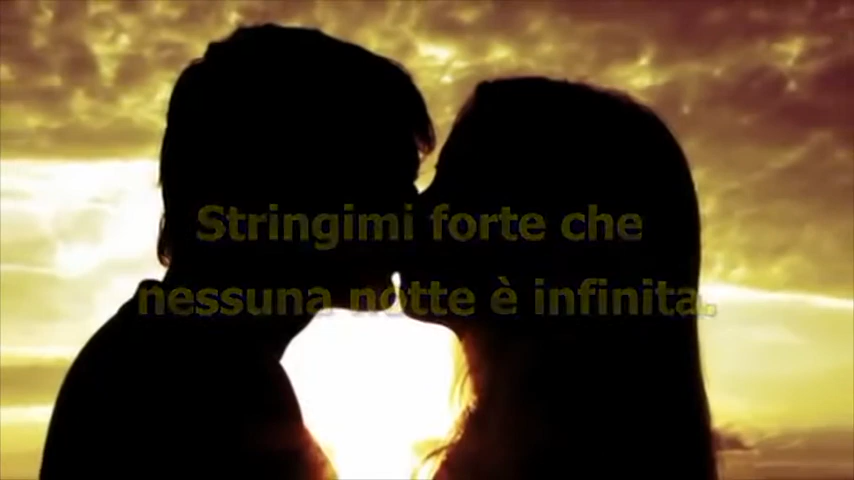 Stringimi forte che
nessuna notte è infinita.